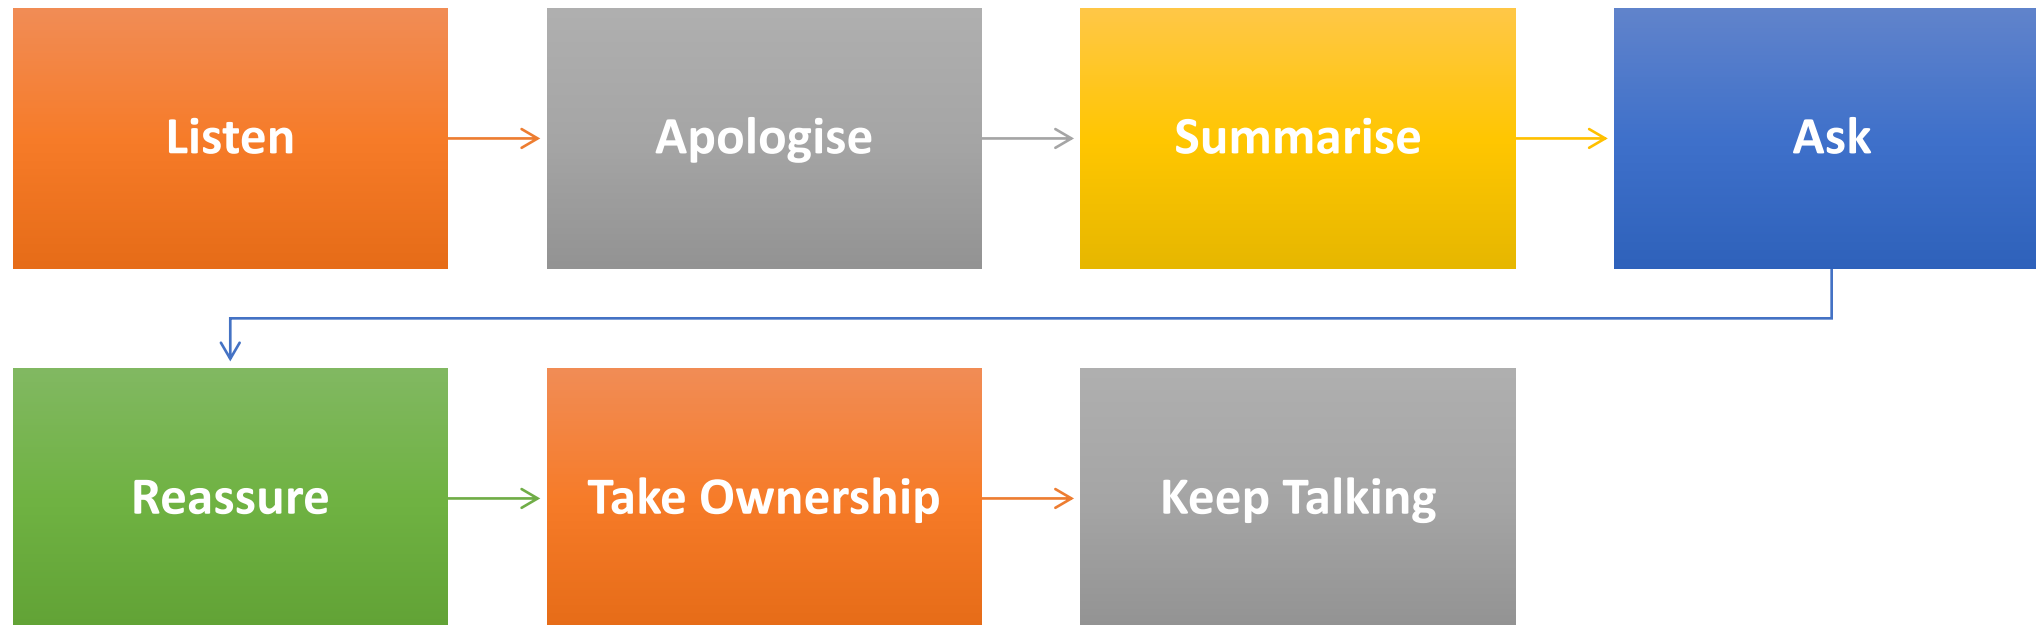 Listen
Apologise
Summarise
Ask
Reassure
Take Ownership
Keep Talking